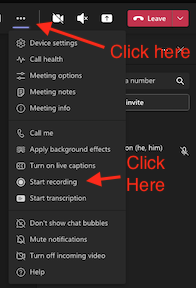 Leave
Click here
Device settings
Call health
Meeting options
Meeting notes
Meeting info
a number
invite
Call me
Apply background effects
Turn on live captions
Start recording
Start transcription
on (he, him)
Click
Here
Don't show chat bubbles
Mute notifications
Turn off incoming video
Help